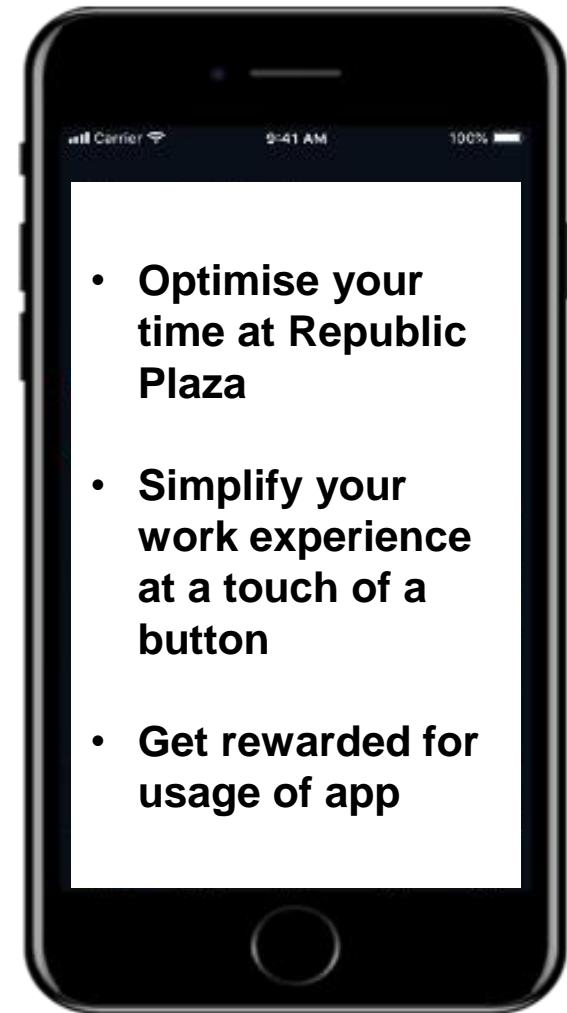 Carrier
9:41 AM
100%
• Optimise your
time at Republic
Plaza
• Simplify your
work experience
at a touch of a
button
• Get rewarded for
usage of app